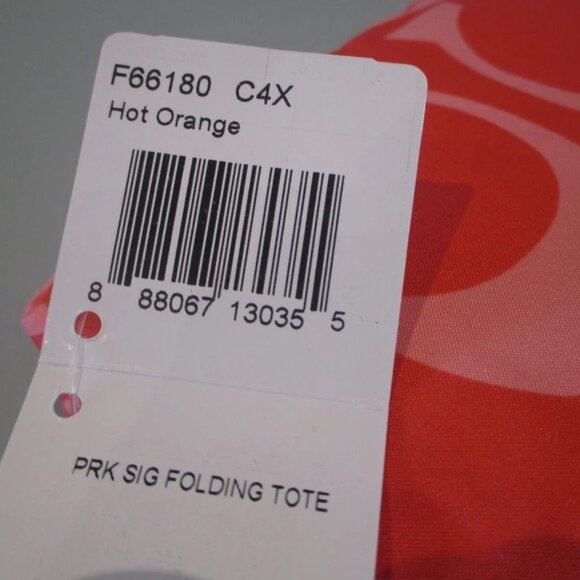 F66180 C4X
Hot Orange
8 88067 13035 5
PRK SIG FOLDING TOTE